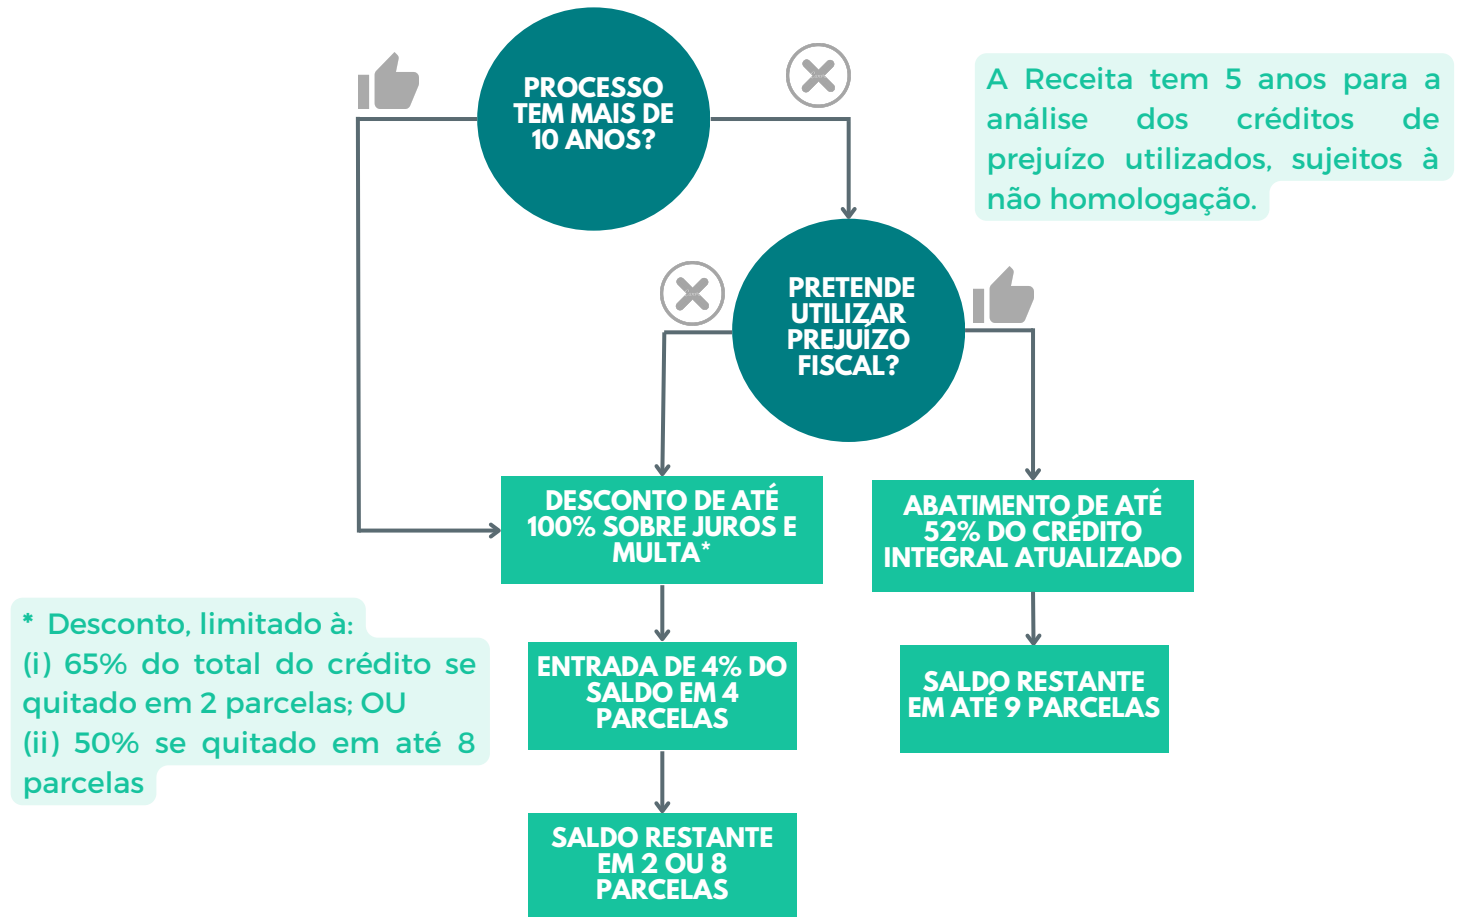 PROCESSO
TEM MAIS DE
10 ANOS?
A Receita tem 5 anos para a
análise dos créditos de
prejuízo utilizados, sujeitos à
não homologação.
PRETENDE
UTILIZAR
PREJUÍZO
FISCAL?
DESCONTO DE ATÉ
100% SOBRE JUROS E
MULTA*
ABATIMENTO DE ATÉ
52% DO CRÉDITO
INTEGRAL ATUALIZADO
* Desconto, limitado à:
(i) 65% do total do crédito se
quitado em 2 parcelas; OU
(ii) 50% se quitado em até 8
parcelas
ENTRADA DE 4% DO
SALDO EM 4
PARCELAS
SALDO RESTANTE
EM ATÉ 9 PARCELAS
SALDO RESTANTE
EM 2 OU 8
PARCELAS